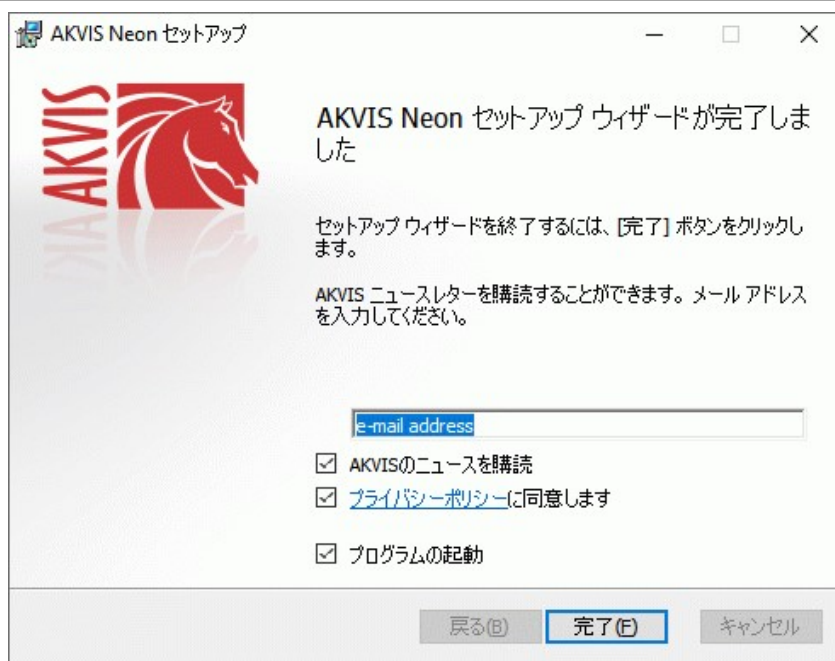 AKVIS Neon セットアップ
AKVIS
AKVIS Neon セットアップ ウィザードが完了しま
した
セットアップ ウィザードを終了するには、[完了] ボタンをクリックし
ます。
AKVIS ニュースレターを購読することができます。メール アドレス
を入力してください。
e-mail address
AKVISのニュースを購読
プライバシーポリシーに同意します
プログラムの起動
戻る(B)
完了(F)
キャンセル